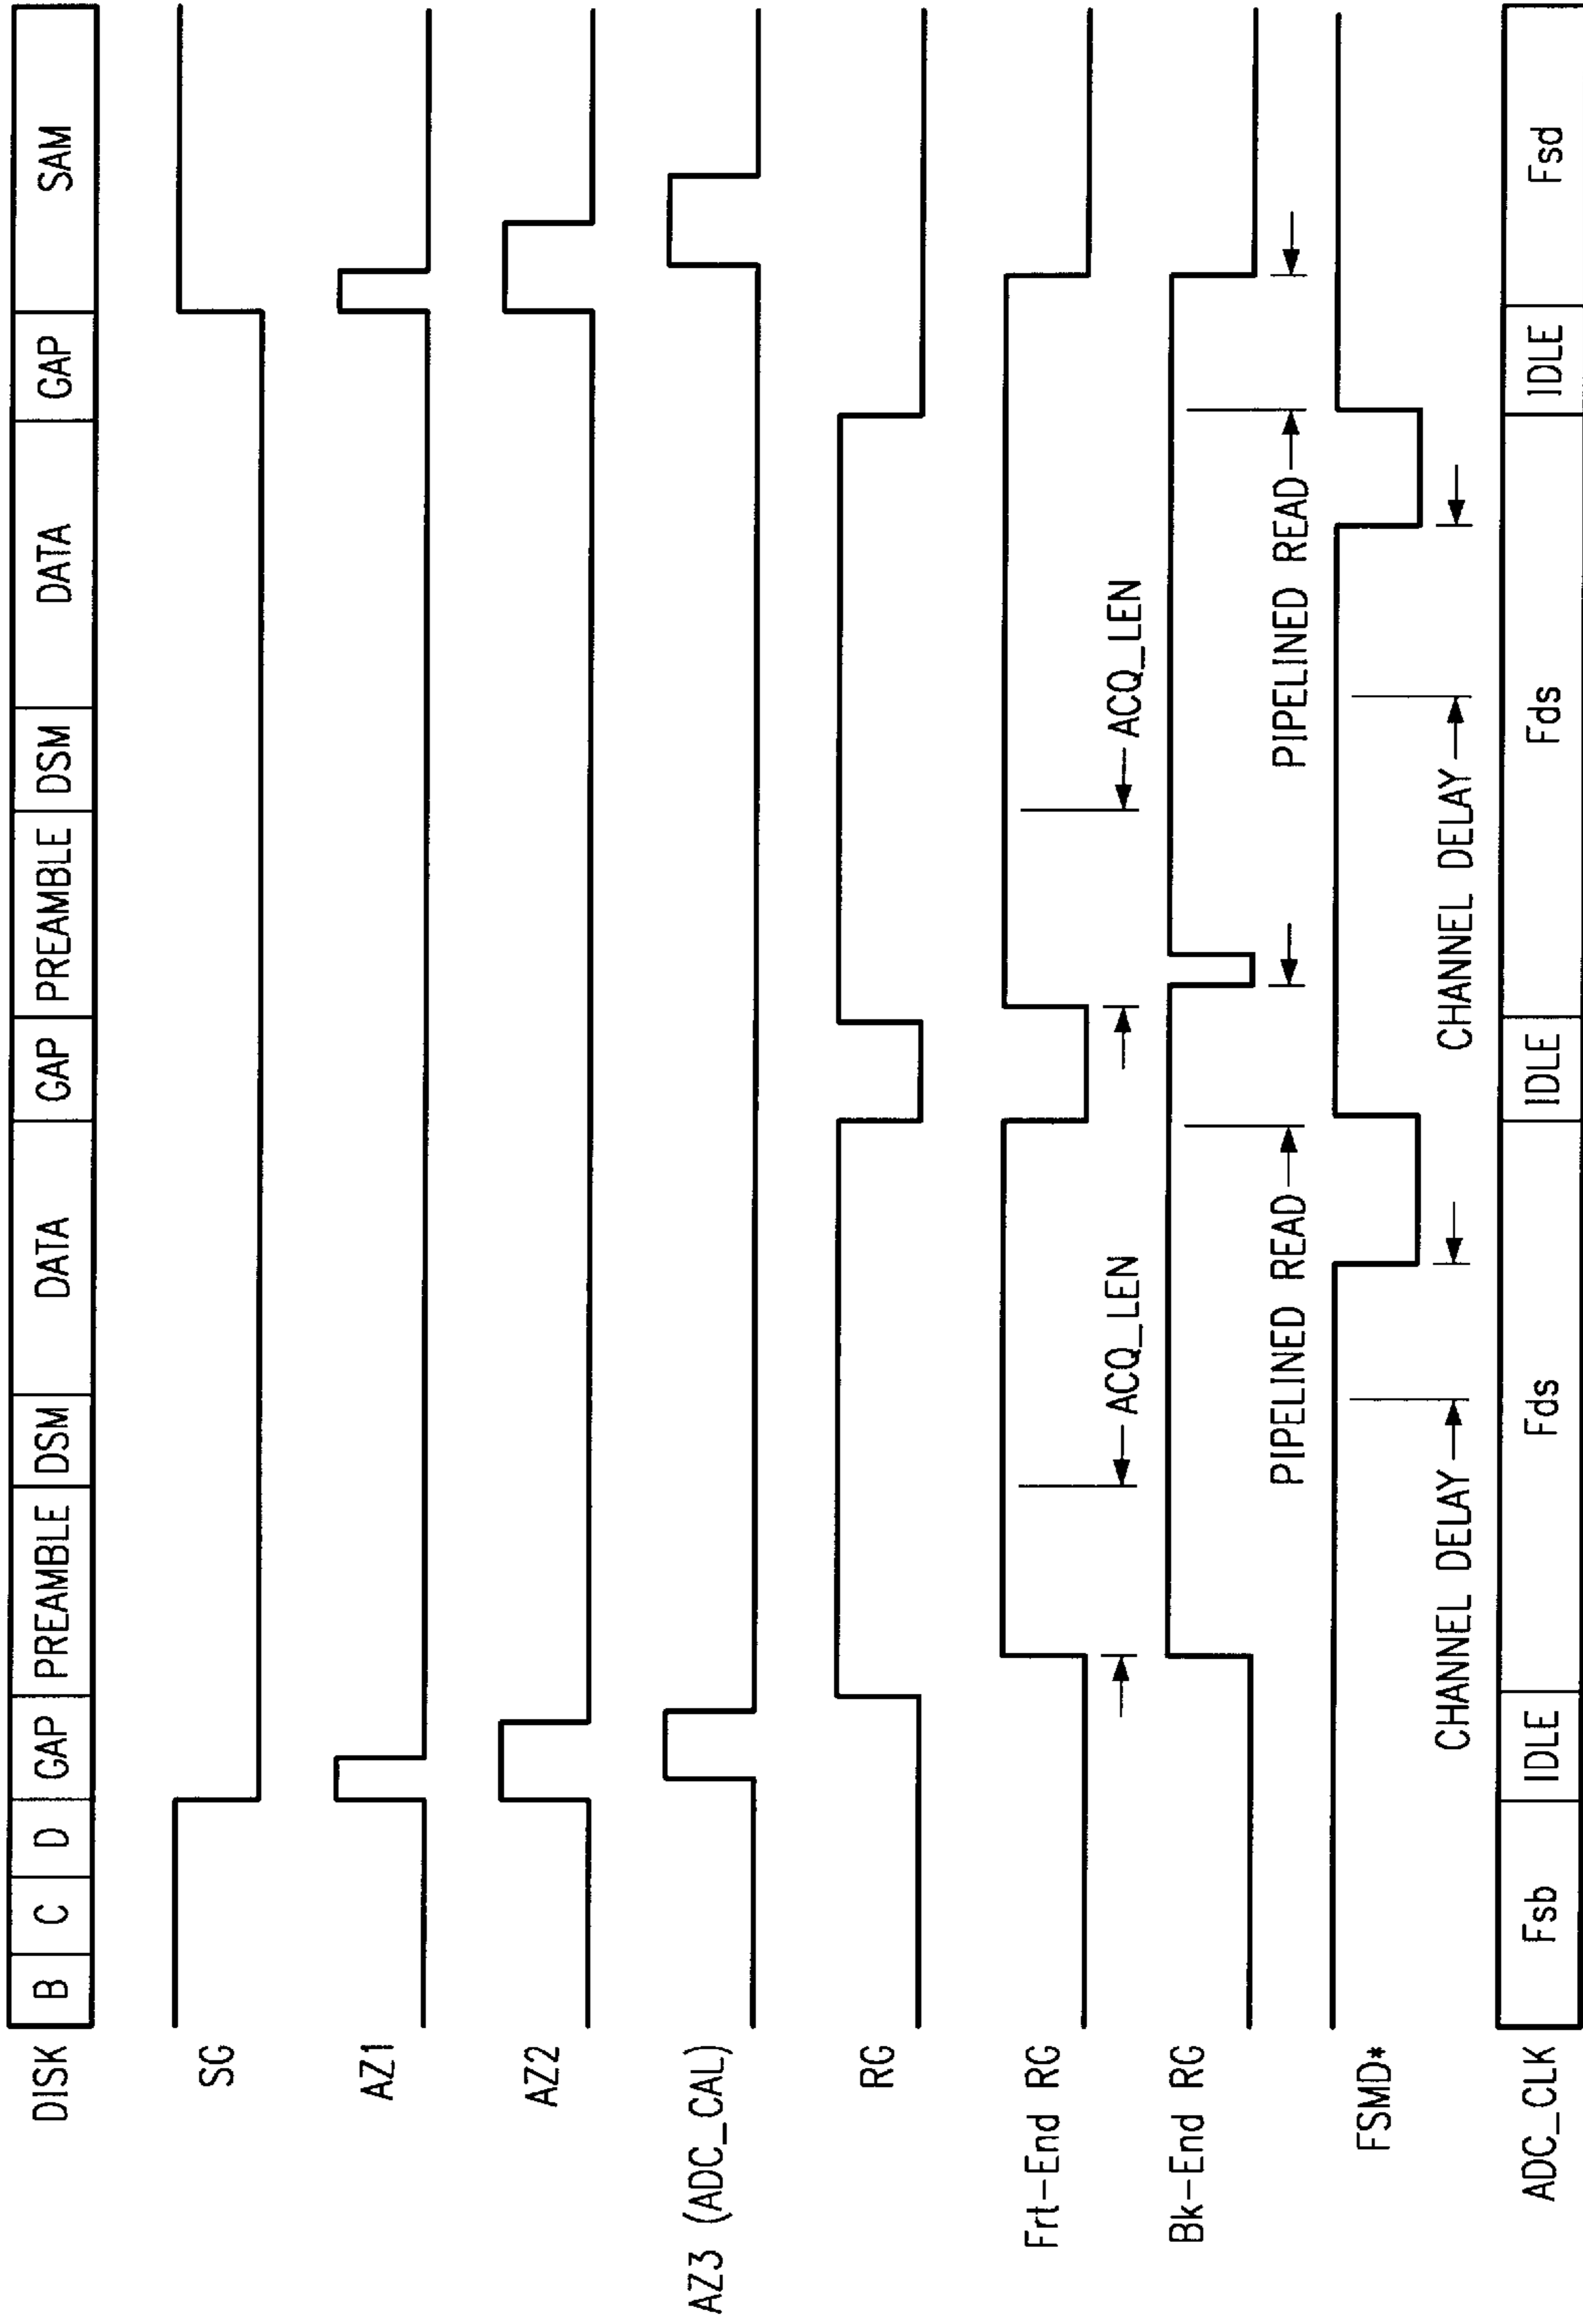 DISK B C D GAP PREAMBLE DSM DATA GAP PREAMBLE DSM DATA GAP SAM
SG
AZ1
AZ2
AZ3 (ADC_CAL)
RG
Frt-End RG
ACQ_LEN ACQ_LEN
Bk-End RG
PIPELINED READ PIPELINED READ
FSMD*
CHANNEL DELAY CHANNEL DELAY
ADC_CLK Fsb IDLE Fds IDLE Fds IDLE Fsd